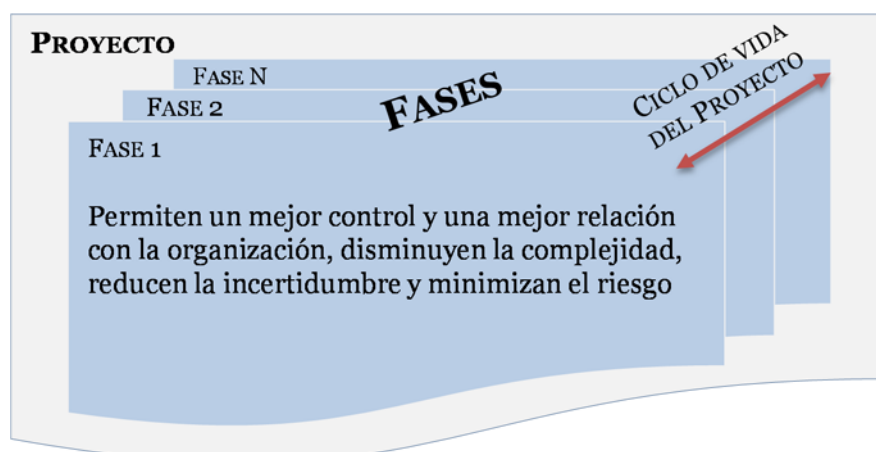 PROYECTO
FASE N
FASE 2
FASES
CICLO DE VIDA
DEL PROYECTO
FASE 1
Permiten un mejor control y una mejor relación
con la organización, disminuyen la complejidad,
reducen la incertidumbre y minimizan el riesgo